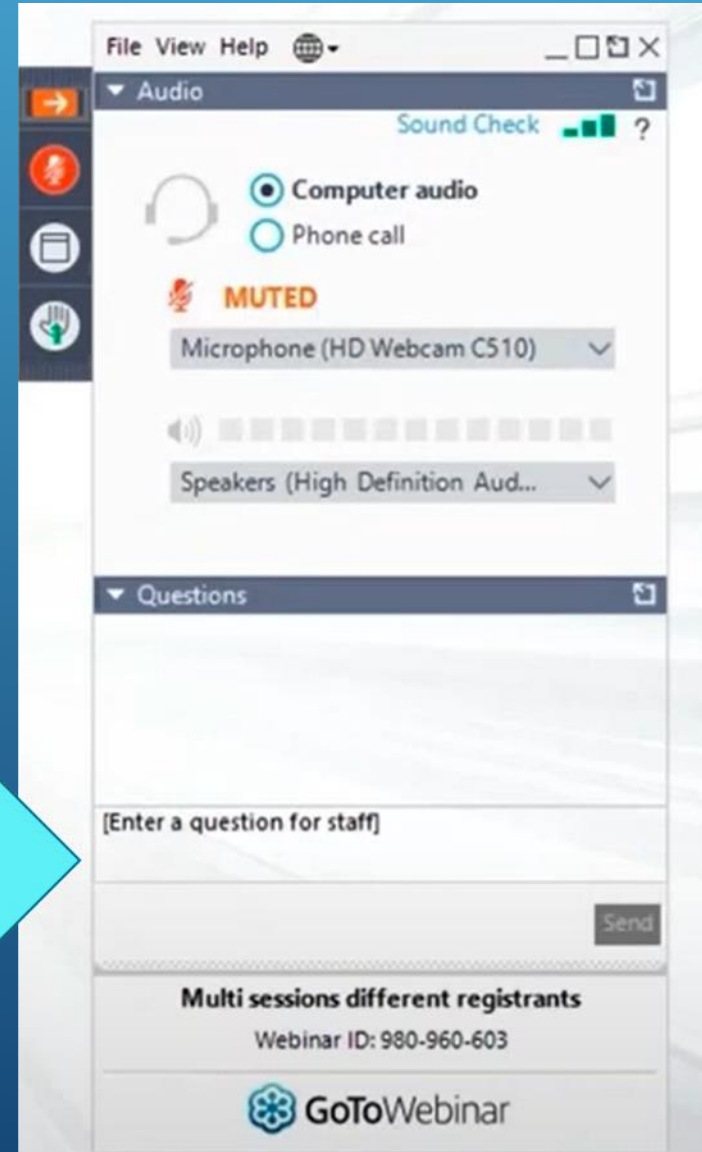 File View Help
Audio
Sound Check ?
Computer audio
Phone call
MUTED
Microphone (HD Webcam C510)
Speakers (High Definition Aud...
Questions
[Enter a question for staff]
Send
Multi sessions different registrants
Webinar ID: 980-960-603
GoToWebinar